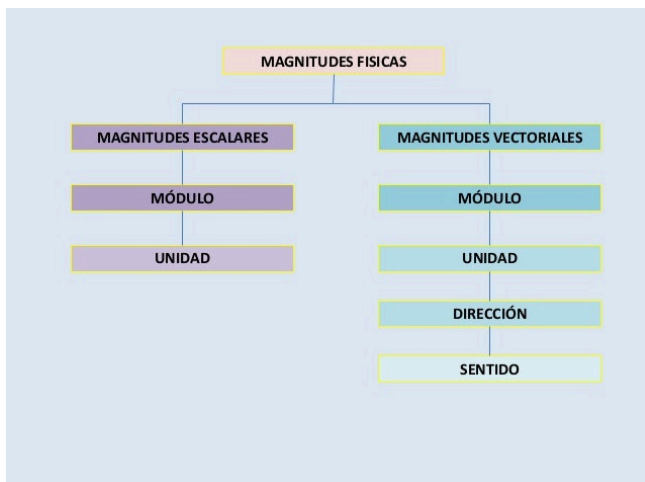 MAGNITUDES FISICAS
MAGNITUDES ESCALARES
MÓDULO
UNIDAD
MAGNITUDES VECTORIALES
MÓDULO
UNIDAD
DIRECCIÓN
SENTIDO